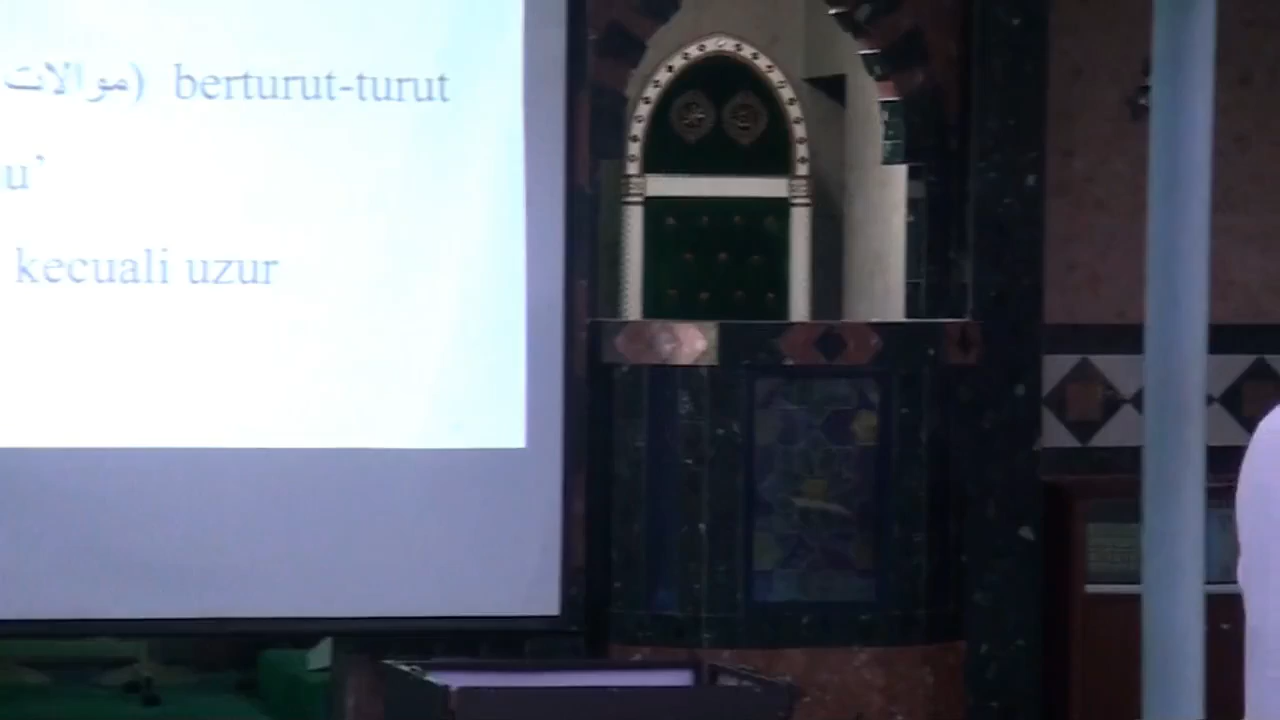 (موالات) berturut-turut
u’
kecuali uzur